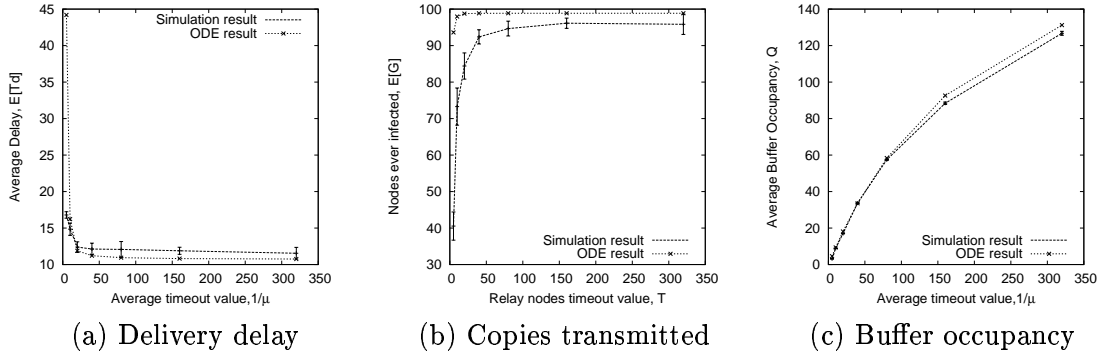 45
40
35
30
25
20
15
10
0 50 100 150 200 250 300 350
Average Delay, E[Td]
Average timeout value,1/μ
Simulation result
ODE result
(a) Delivery delay
100
90
80
70
60
50
40
30
0 50 100 150 200 250 300 350
Nodes ever infected, E[G]
Relay nodes timeout value, T
Simulation result
ODE result
(b) Copies transmitted
140
120
100
80
60
40
20
0
0 50 100 150 200 250 300 350
Average Buffer Occupancy, Q
Average timeout value,1/μ
Simulation result
ODE result
(c) Buffer occupancy